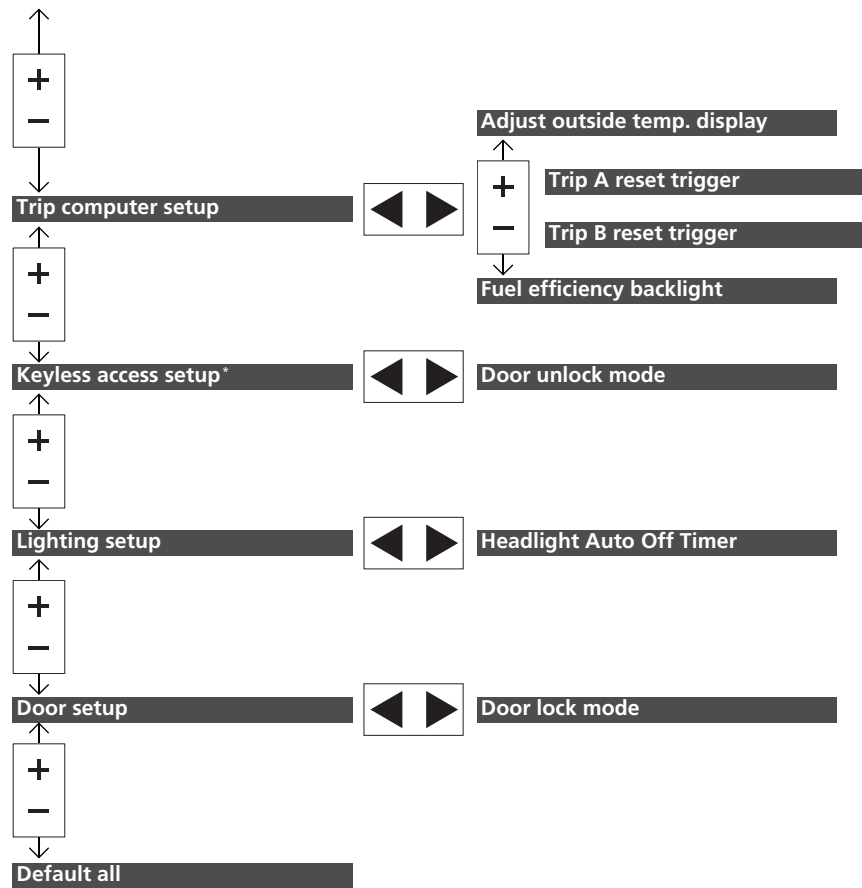 +
−
Adjust outside temp. display
+
−
Trip A reset trigger
Trip B reset trigger
Trip computer setup
Fuel efficiency backlight
+
−
Keyless access setup*
Door unlock mode
+
−
Lighting setup
Headlight Auto Off Timer
+
−
Door setup
Door lock mode
+
−
Default all